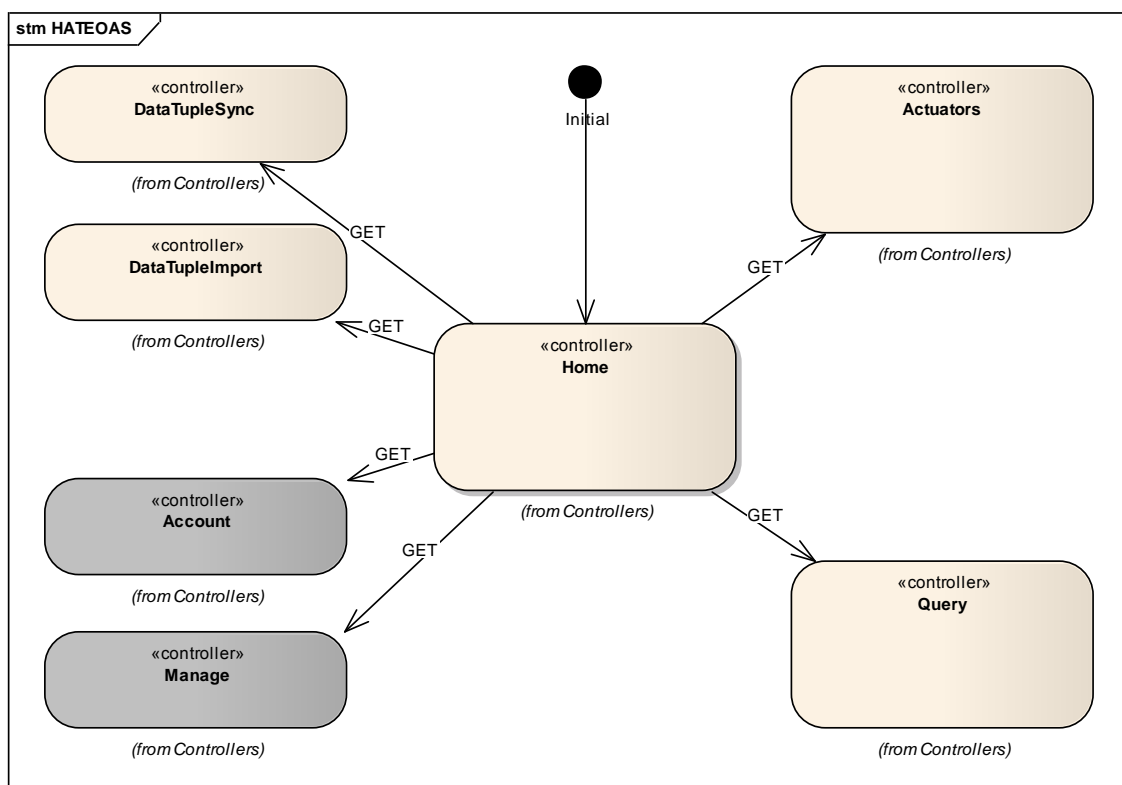 stm HATEOAS
«controller»
DataTupleSync
(from Controllers)
Initial
«controller»
Actuators
(from Controllers)
GET
«controller»
DataTupleImport
(from Controllers)
GET
GET
«controller»
Home
(from Controllers)
GET
«controller»
Account
(from Controllers)
GET
GET
«controller»
Manage
(from Controllers)
«controller»
Query
(from Controllers)